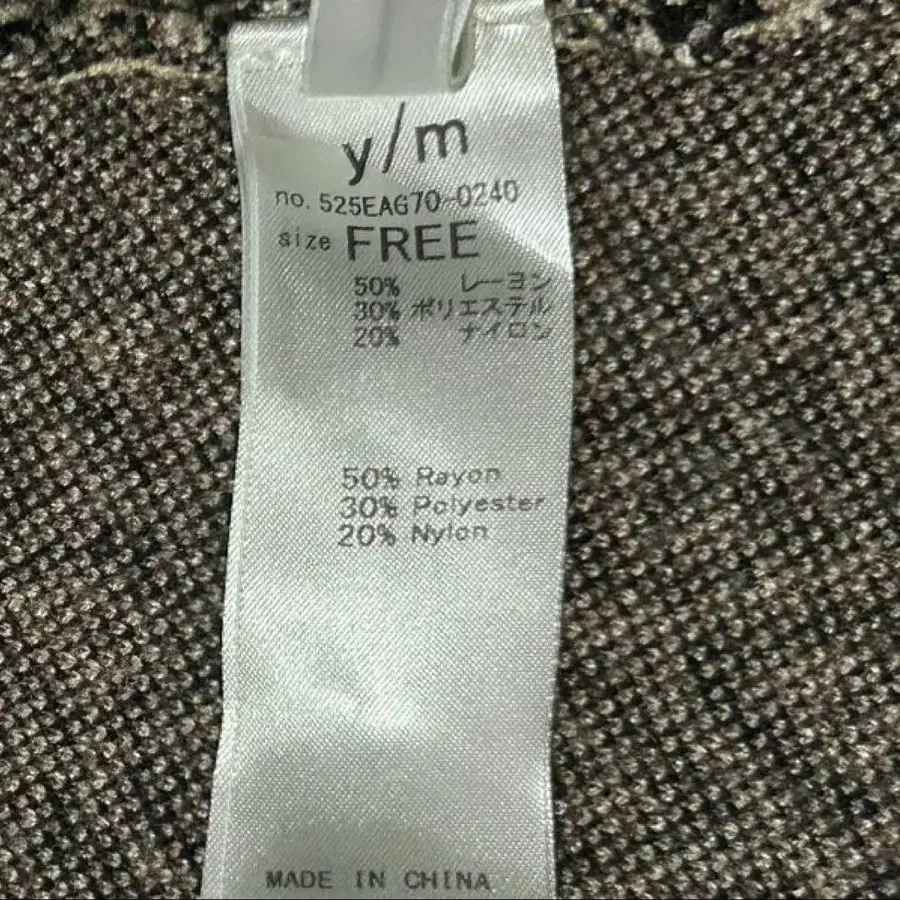 y/m
no. 525EAG70-0240
size FREE
50% レーヨン
30% ポリエステル
20% ナイロン
50% Rayon
30% Polyester
20% Nylon
MADE IN CHINA